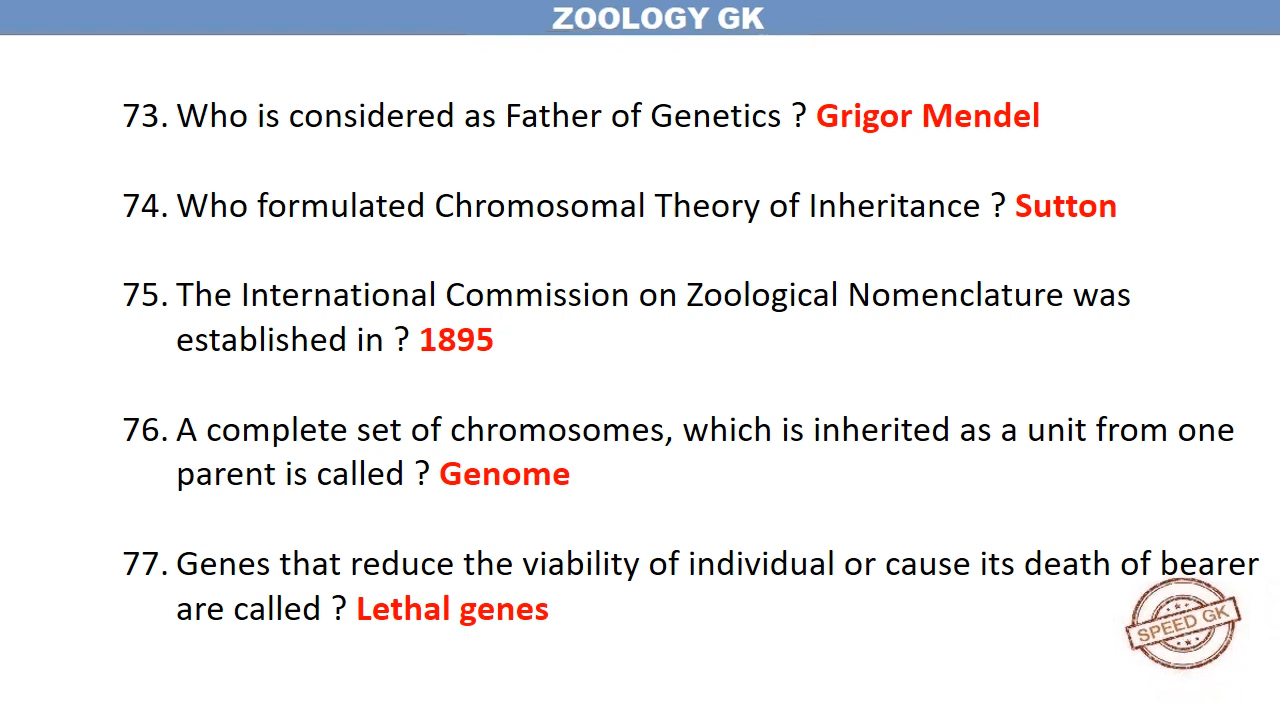 ZOOLOGY GK
73. Who is considered as Father of Genetics ? Grigor Mendel
74. Who formulated Chromosomal Theory of Inheritance ? Sutton
75. The International Commission on Zoological Nomenclature was
established in ? 1895
76. A complete set of chromosomes, which is inherited as a unit from one
parent is called ? Genome
77. Genes that reduce the viability of individual or cause its death of bearer
are called ? Lethal genes
SPEED GK